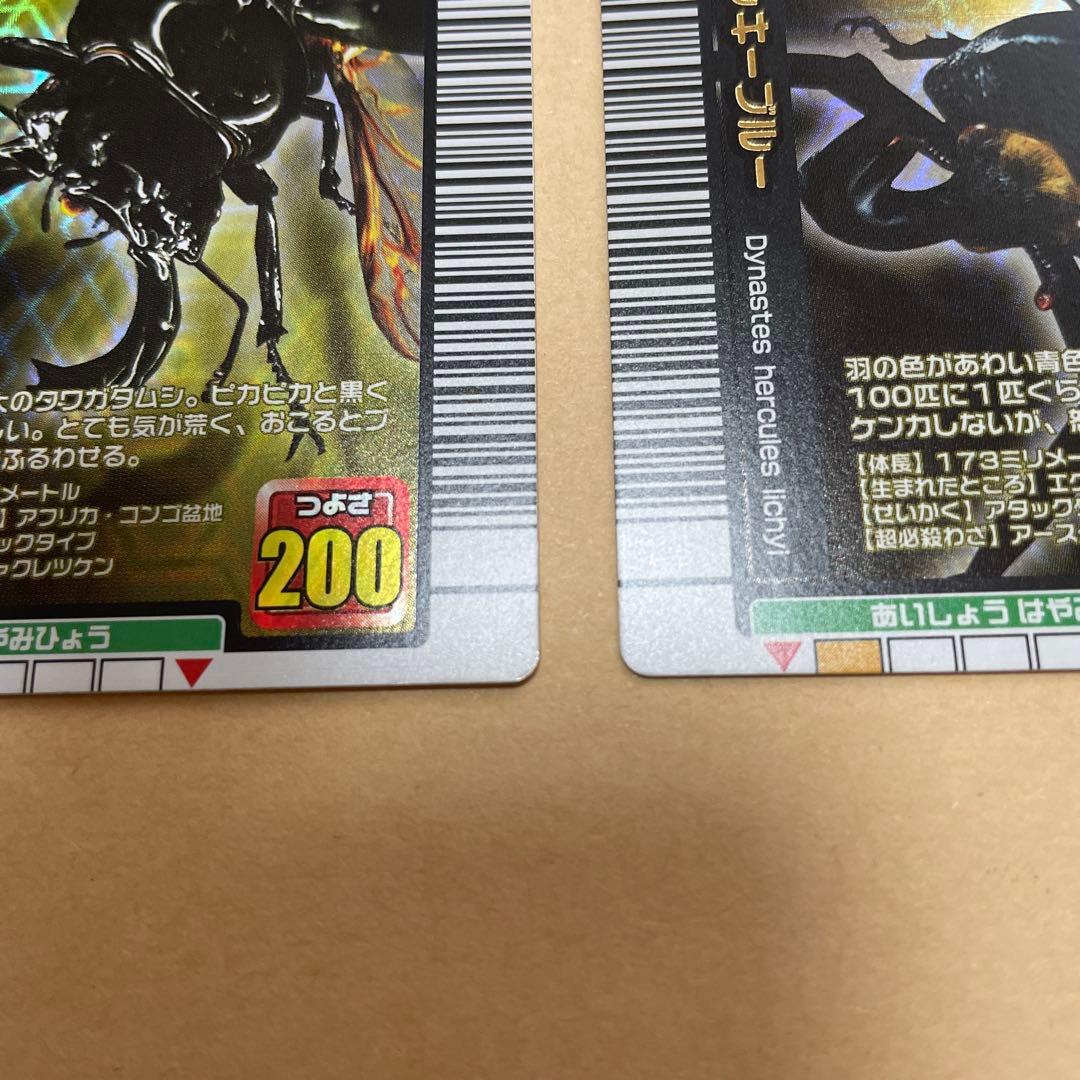 大のクワガタムシ。ピカピカと黒く
しい。とても気が荒く、おこるとブ
ふるわせる。
メートル
】アフリカ・コンゴ盆地
ックタイプ
ャクレツケン
つよさ
200
やみひょう
ッキーブルー
Dynastes hercules lichyi
羽の色があわい青色
100匹に1匹くら
ケンカしないが、
【体長】173ミリメー
【生まれたところ】エク
【せいかく】アタックタ
【超必殺わざ】アース
あいしょう はやみ